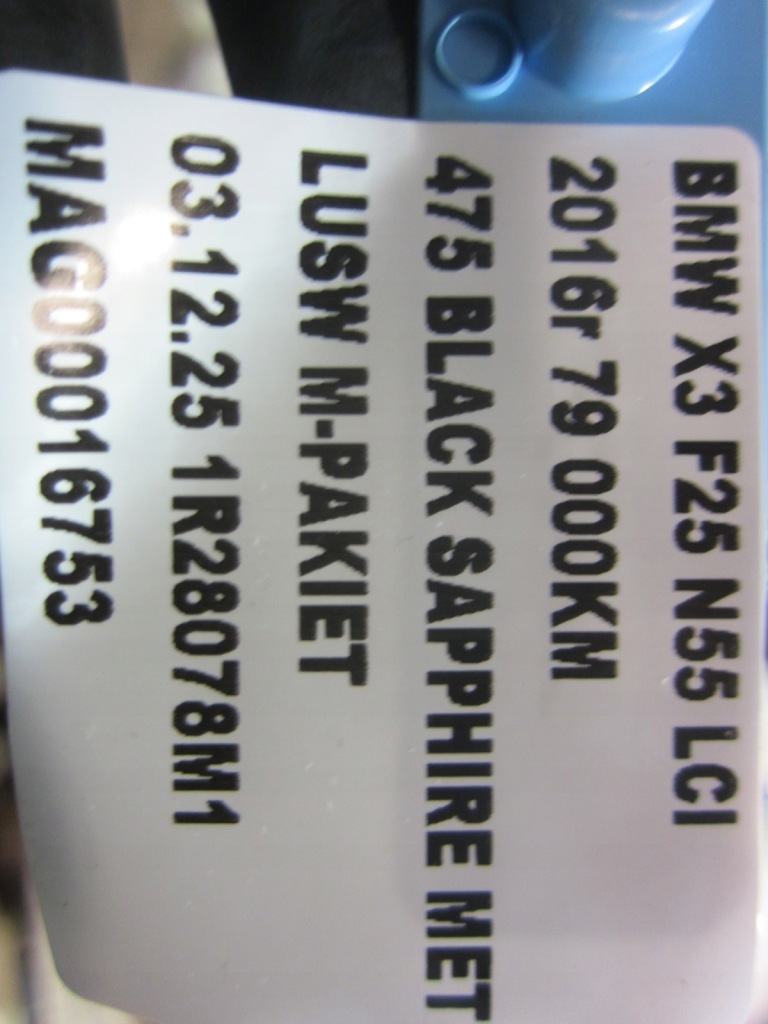 BMW X3 F25 N55 LCI
2016r 79 000KM
475 BLACK SAPPHIRE MET
LUSW M-PAKIET
03.12.25 1R28078M1
MAG00016753